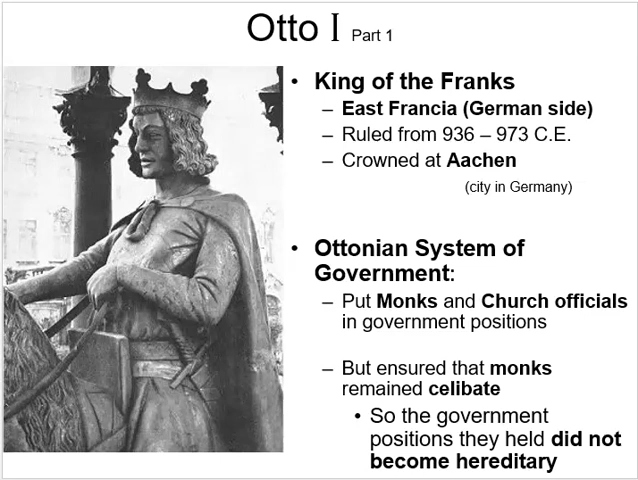 Otto I Part 1
• King of the Franks
– East Francia (German side)
– Ruled from 936 – 973 C.E.
– Crowned at Aachen
(city in Germany)
• Ottonian System of
Government:
– Put Monks and Church officials
in government positions
– But ensured that monks
remained celibate
• So the government
positions they held did not
become hereditary